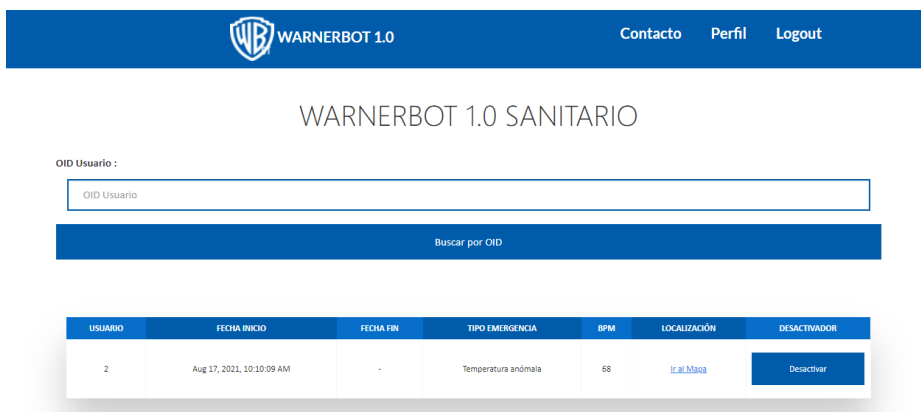 WB WARNERBOT 1.0 Contacto Perfil Logout
WARNERBOT 1.0 SANITARIO
OID Usuario :
OID Usuario
Buscar por OID
USUARIO FECHA INICIO FECHA FIN TIPO EMERGENCIA BPM LOCALIZACIÓN DESACTIVADOR
2 Aug 17, 2021, 10:10:09 AM - Temperatura anómala 68 Ir al Mapa Desactivar